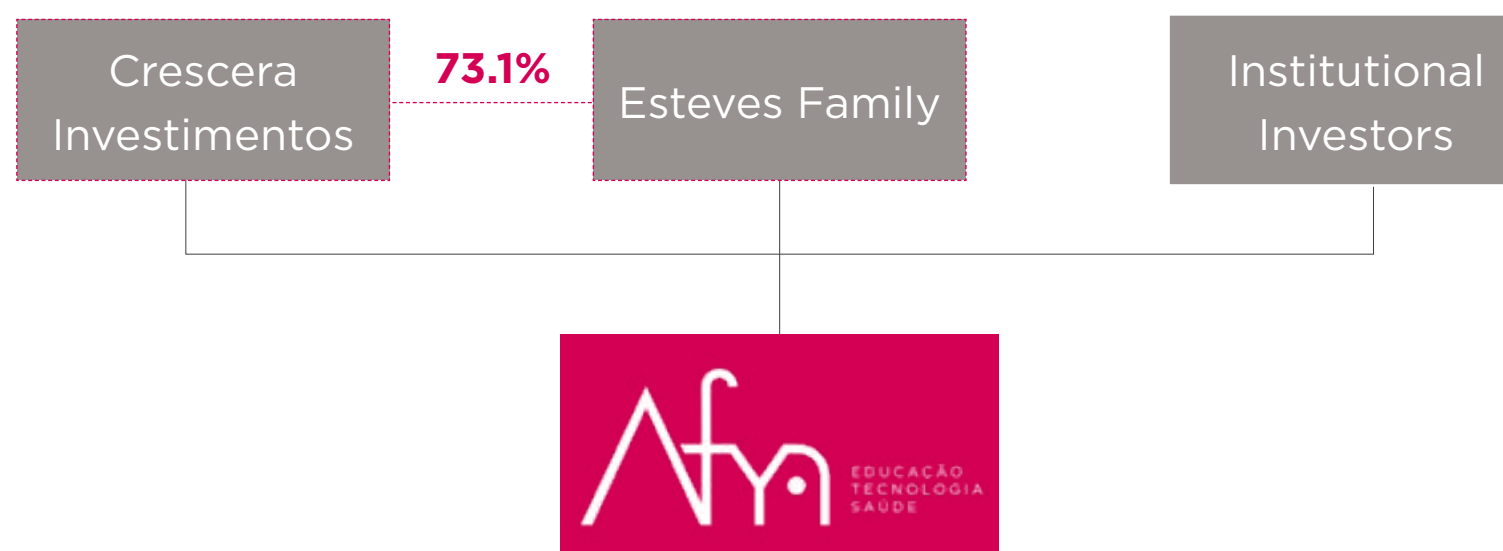 Crescera
Investimentos
73.1%
Esteves Family
Institutional
Investors
Afya
EDUCAÇÃO
TECNOLOGIA
SAÚDE